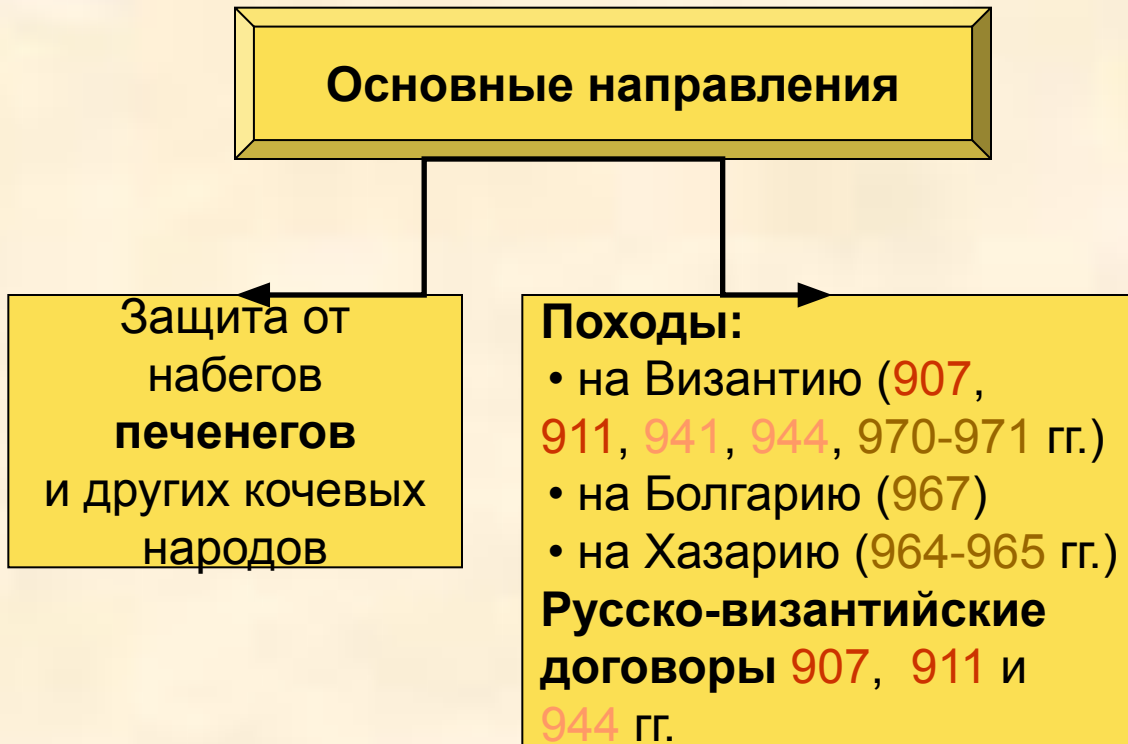 Основные направления
Защита от
набегов
печенегов
и других кочевых
народов
Походы:
• на Византию (907,
911, 941, 944, 970-971 гг.)
• на Болгарию (967)
• на Хазарию (964-965 гг.)
Русско-византийские
договоры 907, 911 и
944 гг.